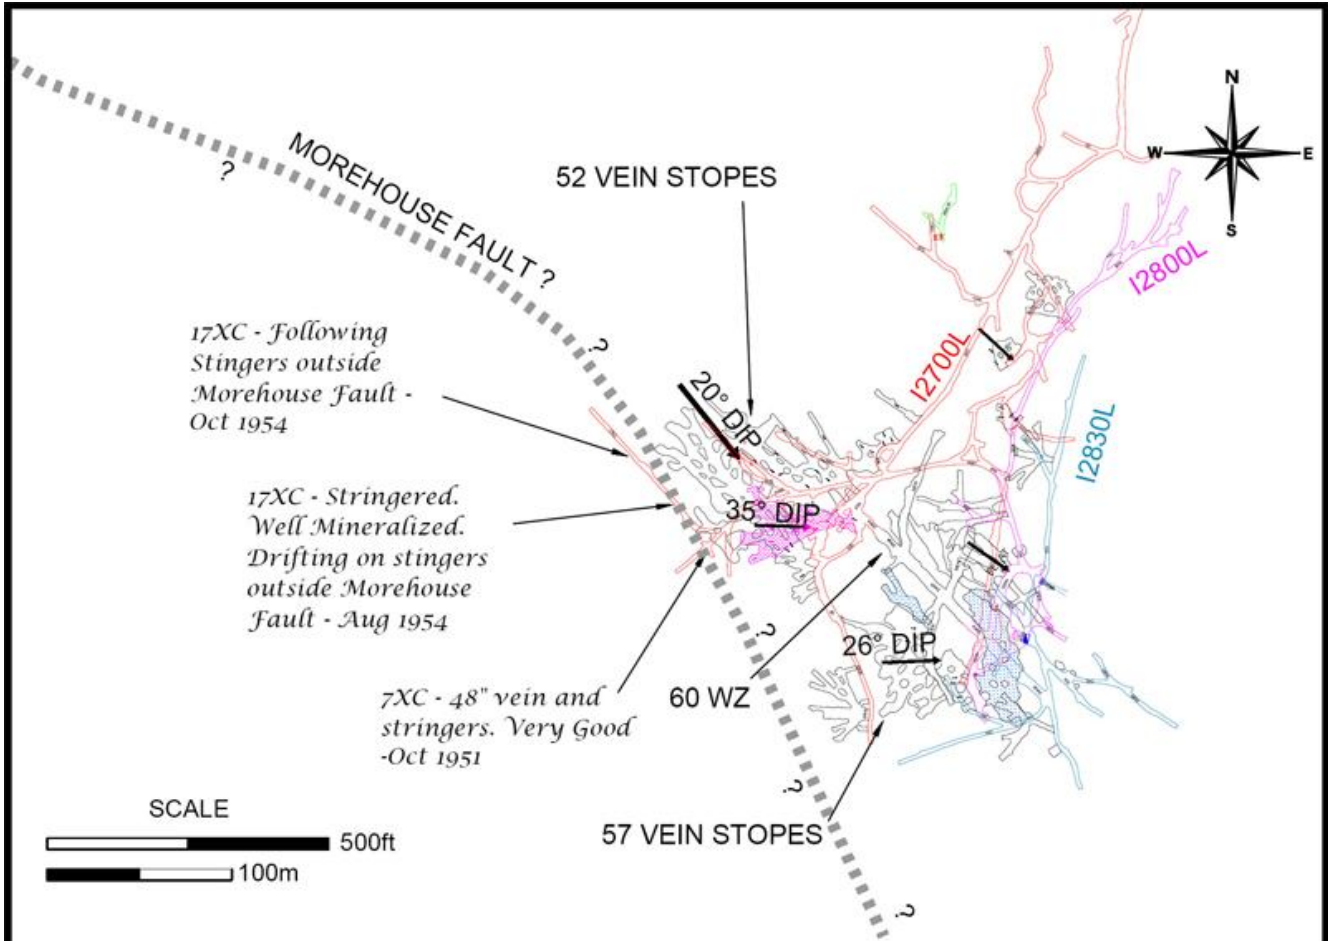 N
W
E
S
MOREHOUSE FAULT ?
?
52 VEIN STOPES
I2800L
?
17XC - Following
Stingers outside
Morehouse Fault -
Oct 1954
I2700L
20° DIP
I2830L
17XC - Stringered.
Well Mineralized.
Drifting on stingers
outside Morehouse
Fault - Aug 1954
35° DIP
?
26° DIP
7XC - 48" vein and
stringers. Very Good
-Oct 1951
60 WZ
?
SCALE
500ft
100m
57 VEIN STOPES
?